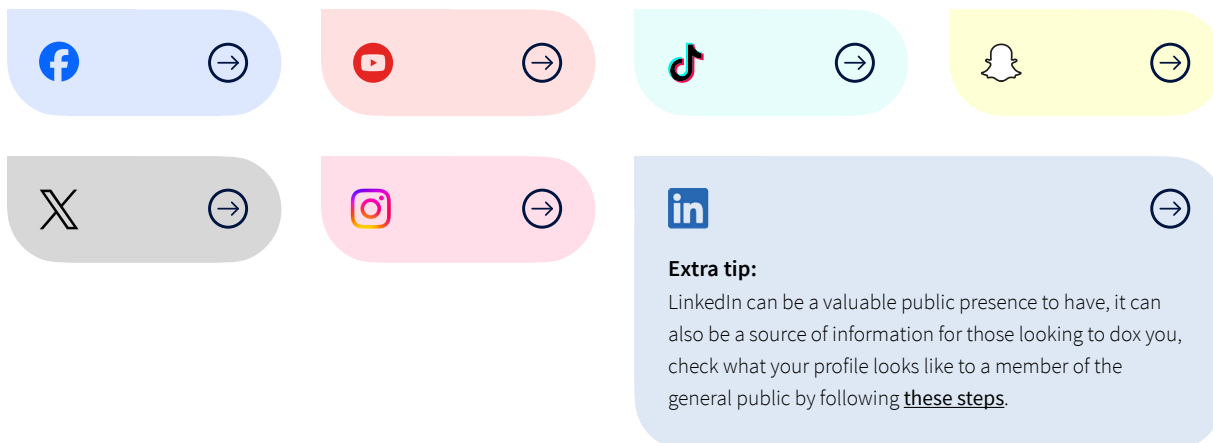 in
Extra tip:
LinkedIn can be a valuable public presence to have, it can
also be a source of information for those looking to dox you,
check what your profile looks like to a member of the
general public by following these steps.